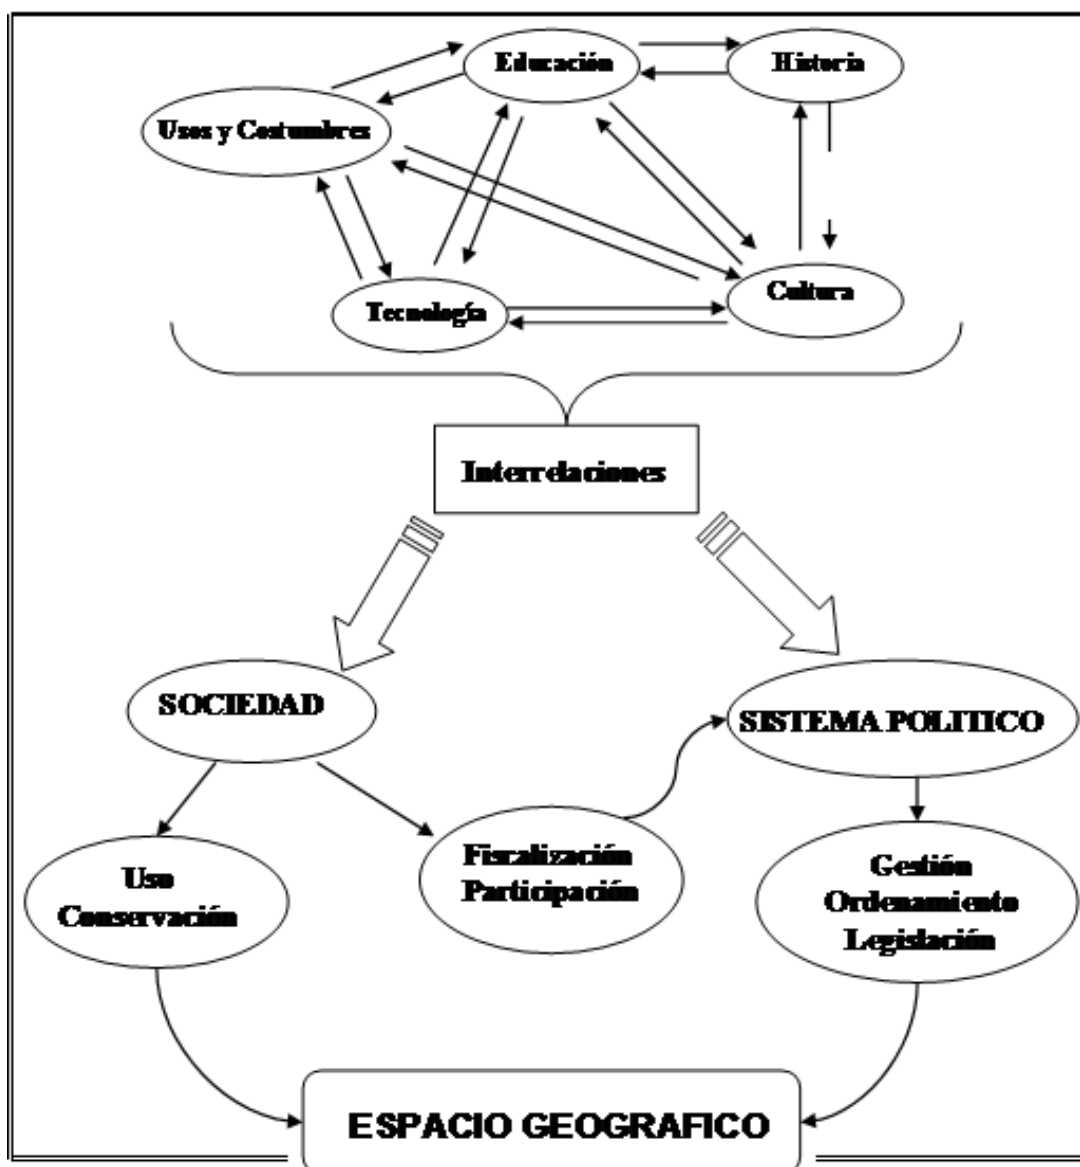 Educación
Historia
Usos y Costumbres
Tecnología
Cultura
Interrelaciones
SOCIEDAD
SISTEMA POLITICO
Uso
Conservación
Fiscalización
Participación
Gestión
Ordenamiento
Legislación
ESPACIO GEOGRAFICO